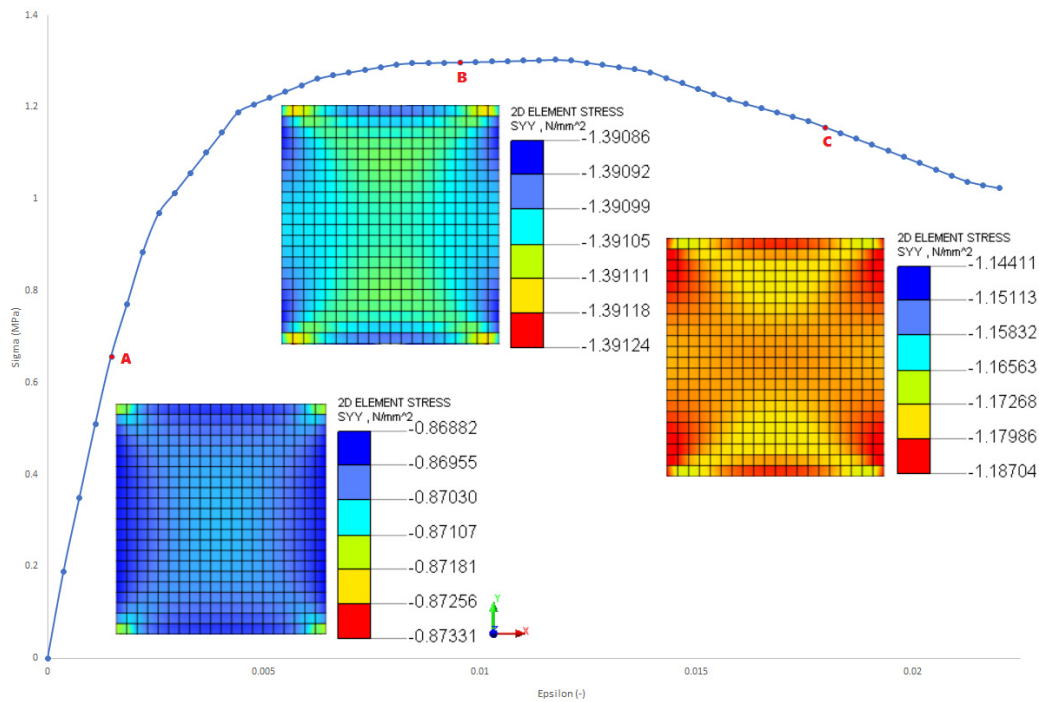 1.4
1.2
1
0.8
0.6
0.4
0.2
0
Sigma (MPa)
0
0.005
0.01
0.015
0.02
Epsilon (-)
A
B
C
2D ELEMENT STRESS
SYY , N/mm^2
-1.39086
-1.39092
-1.39099
-1.39105
-1.39111
-1.39118
-1.39124
2D ELEMENT STRESS
SYY , N/mm^2
-1.14411
-1.15113
-1.15832
-1.16563
-1.17268
-1.17986
-1.18704
2D ELEMENT STRESS
SYY , N/mm^2
-0.86882
-0.86955
-0.87030
-0.87107
-0.87181
-0.87256
-0.87331
Y
Z
X